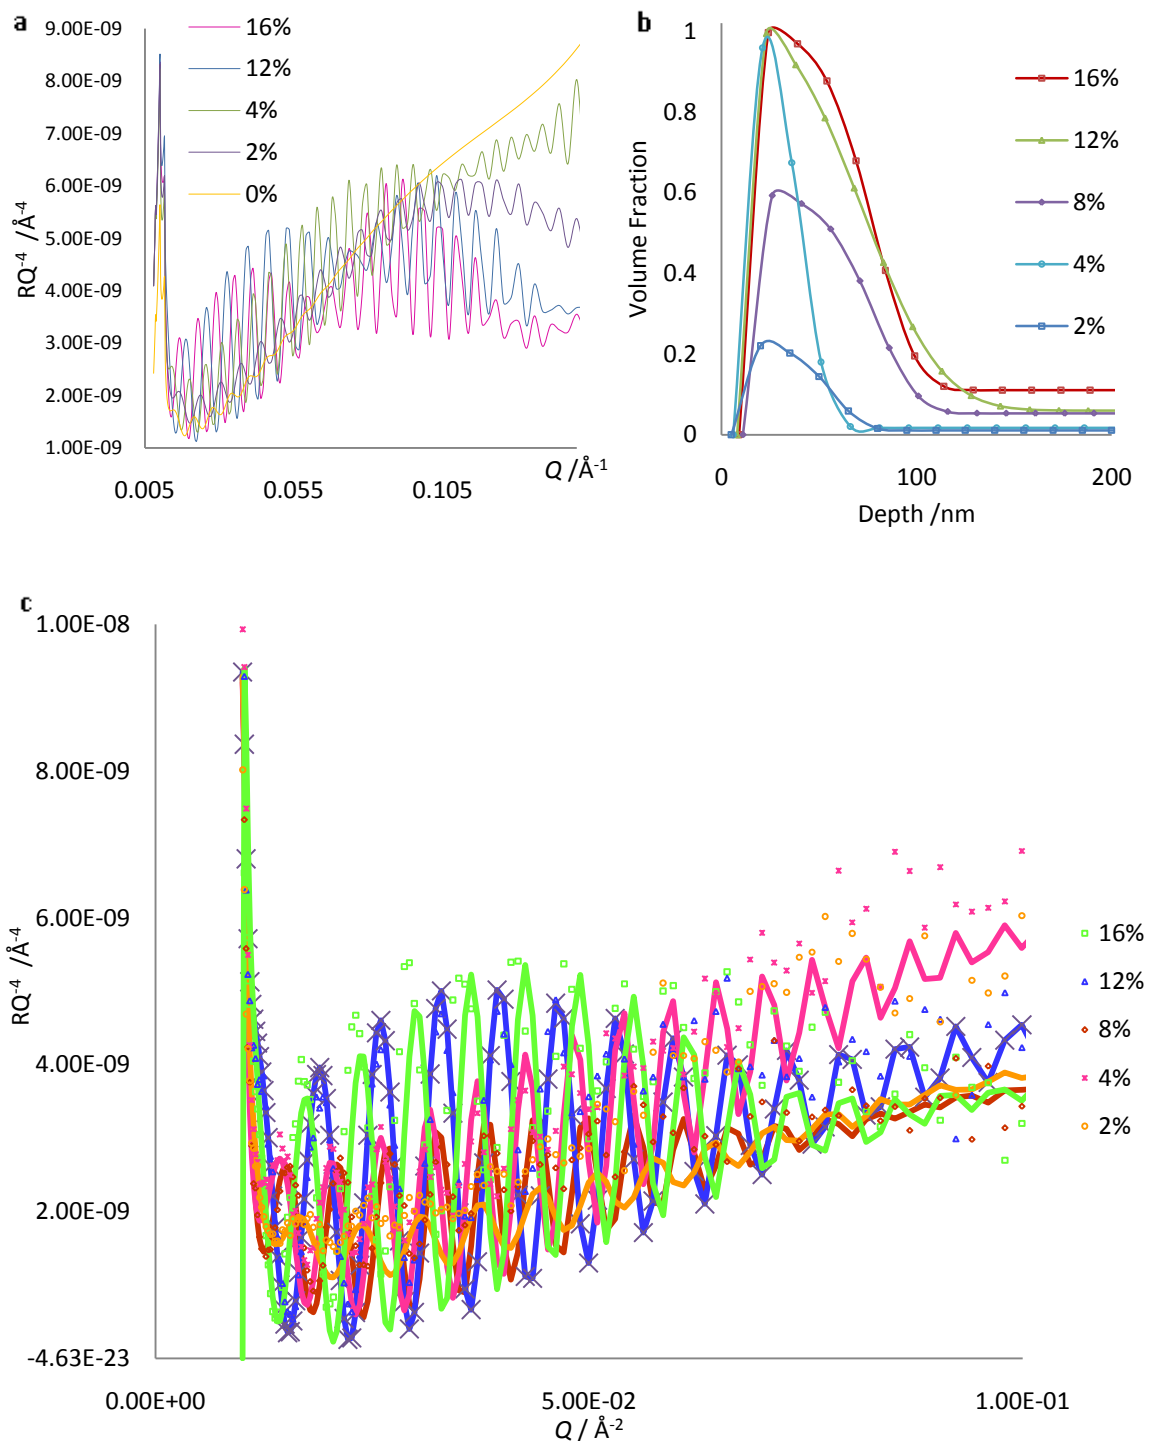 a
9.00E-09
8.00E-09
7.00E-09
6.00E-09
5.00E-09
4.00E-09
3.00E-09
2.00E-09
1.00E-09
RQ⁻⁴ /Å⁻⁴
16%
12%
4%
2%
0%
Q /Å⁻¹
0.005 0.055 0.105
b
1
0.8
0.6
0.4
0.2
0
Volume Fraction
16%
12%
8%
4%
2%
0 100 200
Depth /nm
c
1.00E-08
8.00E-09
6.00E-09
4.00E-09
2.00E-09
-4.63E-23
RQ⁻⁴ /Å⁻⁴
16%
12%
8%
4%
2%
0.00E+00 5.00E-02 1.00E-01
Q / Å⁻²